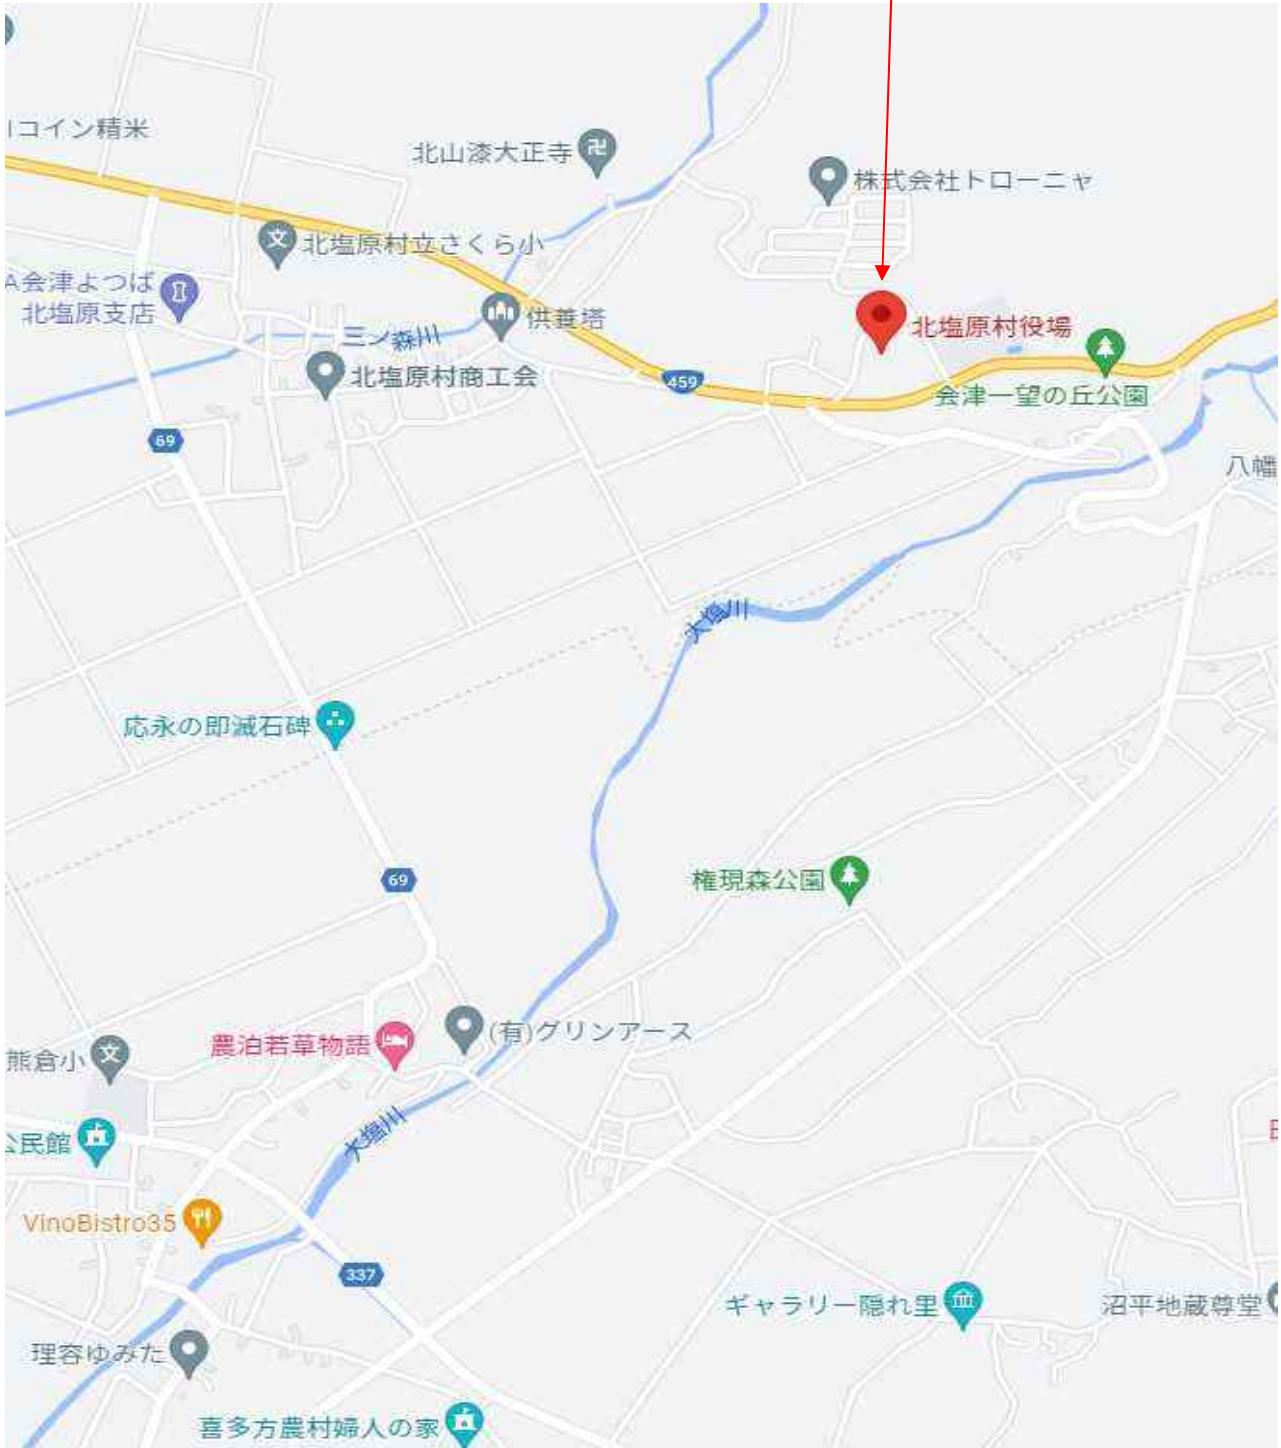 コイン精米
北山漆大正寺
株式会社トローニャ
北塩原村立さくら小
A会津よつば
北塩原支店
供養塔
三ノ森川
北塩原村役場
北塩原村商工会
459
会津一望の丘公園
69
八幡
大塩川
応永の即滅石碑
69
権現森公園
(有)グリンアース
農泊若草物語
熊倉小
大塩川
公民館
VinoBistro35
337
ギャラリー隠れ里
沼平地蔵尊堂
理容ゆみた
喜多方農村婦人の家